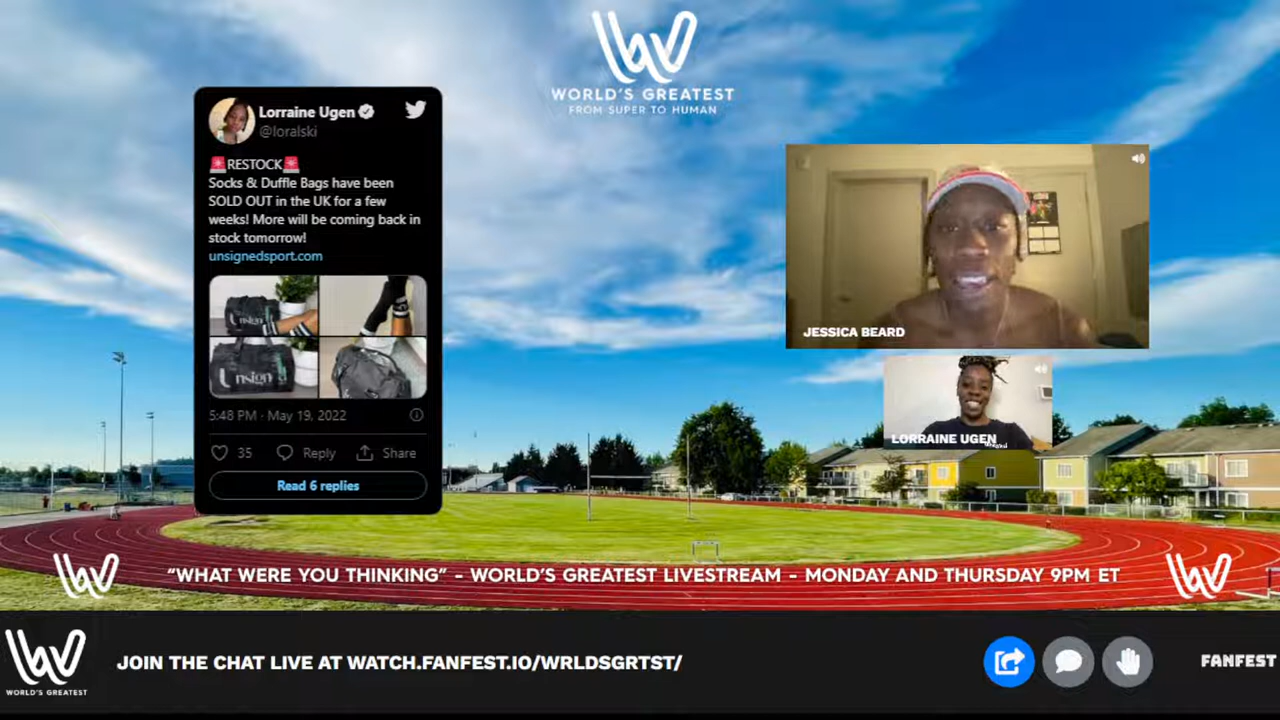 WORLD'S GREATEST
FROM SUPER TO HUMAN
Lorraine Ugen
@loralski
🚨RESTOCK🚨
Socks & Duffle Bags have been
SOLD OUT in the UK for a few
weeks! More will be coming back in
stock tomorrow!
unsignedsport.com
Unsign
Unsign
5:48 PM · May 19, 2022
35 Reply Share
Read 6 replies
JESSICA BEARD
LORRAINE UGEN
“WHAT WERE YOU THINKING” – WORLD'S GREATEST LIVESTREAM – MONDAY AND THURSDAY 9PM ET
WORLD'S GREATEST
JOIN THE CHAT LIVE AT WATCH.FANFEST.IO/WRLDSGRTST/
FANFEST